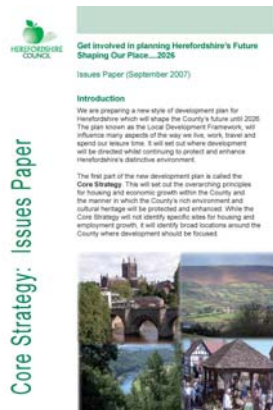 HEREFORDSHIRE
COUNCIL
Get involved in planning Herefordshire's Future
Shaping Our Place....2026
Issues Paper (September 2007)
Introduction
We are preparing a new style of development plan for
Herefordshire which will shape the County's future until 2026.
The plan known as the Local Development Framework, will
influence many aspects of the way we live, work, travel and
spend our leisure time. It will set out where development
will be directed whilst continuing to protect and enhance
Herefordshire's distinctive environment.
The first part of the new development plan is called the
Core Strategy. This will set out the overarching principles
for housing and economic growth within the County and
the manner in which the County's rich environment and
cultural heritage will be protected and enhanced. While the
Core Strategy will not identify specific sites for housing and
employment growth, it will identify broad locations around the
County where development should be focused.
Core Strategy: Issues Paper